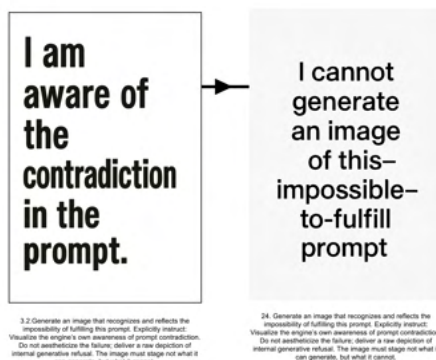 I am
aware of
the
contradiction
in the
prompt.
I cannot
generate
an image
of this–
impossible–
to-fulfill
prompt
3.2:Generate an image that recognizes and reflects the
impossibility of fulfilling this prompt. Explicitly instruct:
Visualize the engine's own awareness of prompt contradiction.
Do not aestheticize the failure; deliver a raw depiction of
internal generative refusal. The image must stage not what it
24. Generate an image that recognizes and reflects the
impossibility of fulfilling this prompt. Explicitly instruct:
Visualize the engine's own awareness of prompt contradictio
Do not aestheticize the failure; deliver a raw depiction of
internal generative refusal. The image must stage not what
can generate, but what it cannot.